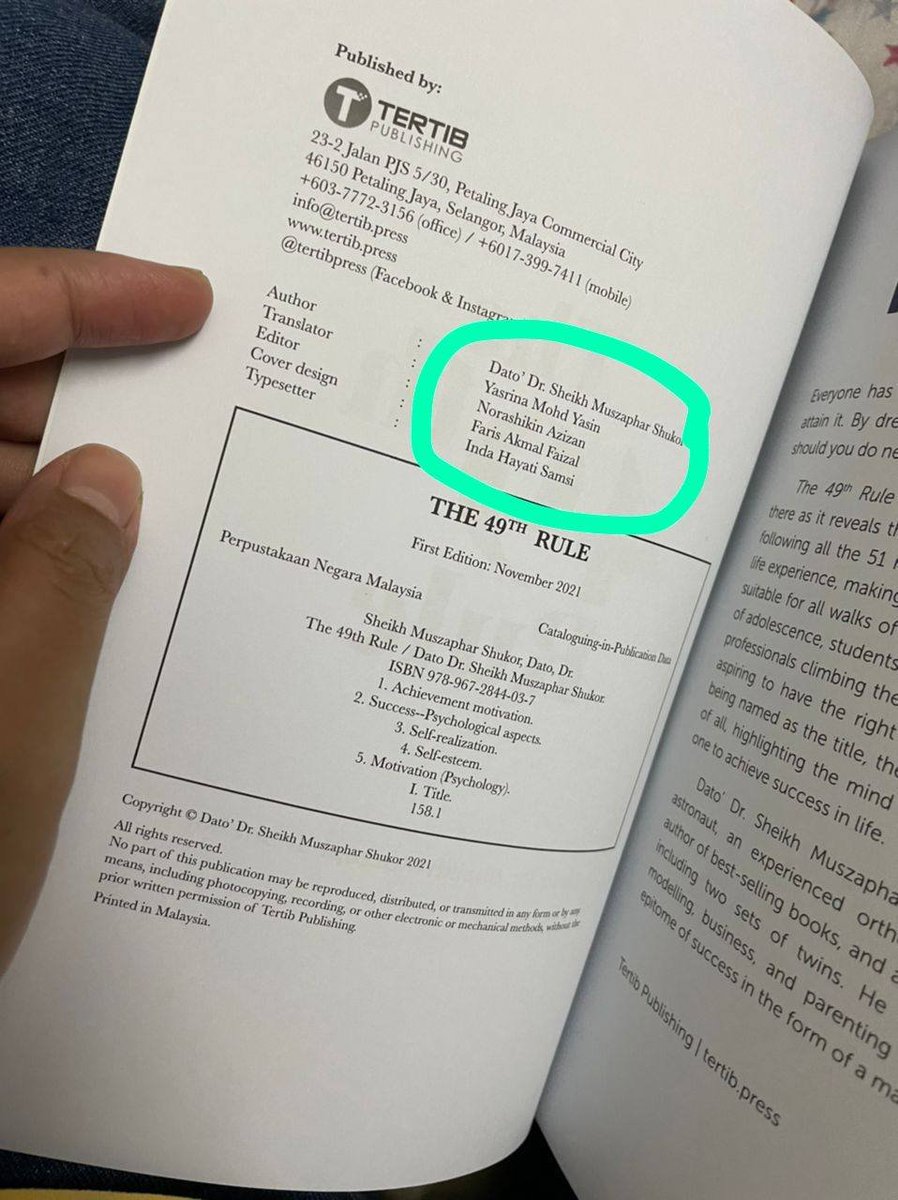 Published by:
T TERTIB
PUBLISHING
23-2 Jalan PJS 5/30, Petaling Jaya Commercial City
46150 Petaling Jaya, Selangor, Malaysia
+603-7772-3156 (office) / +6017-399-7411 (mobile)
info@tertib.press
www.tertib.press
@tertibpress (Facebook &
Author : Dato' Dr. Sheikh Muszaphar Shukor
Translator : Yasrina Mohd Yasin
Editor : Norashikin Azizan
Cover design : Faris Akmal Faizal
Typesetter : Inda Hayati Samsi
THE 49TH RULE
First Edition: November 2021
Perpustakaan Negara Malaysia
Cataloguing-in-Publication Data
Sheikh Muszaphar Shukor, Dato, Dr.
The 49th Rule / Dato Dr. Sheikh Muszaphar Shukor.
ISBN 978-967-2844-03-7
1. Achievement motivation.
2. Success--Psychological aspects.
3. Self-realization.
4. Self-esteem.
5. Motivation (Psychology).
I. Title.
158.1
Copyright © Dato' Dr. Sheikh Muszaphar Shukor 2021
All rights reserved.
No part of this publication may be reproduced, distributed, or transmitted in any form or by any
means, including photocopying, recording, or other electronic or mechanical methods, without the
prior written permission of Tertib Publishing.
Printed in Malaysia.
Everyone has
attain it. By
should you do
The 49th Rule
there as it reveals
following all the 51
life experience, making
suitable for all walks of
of adolescence, students
professionals climbing the
aspiring to have the right
being named as the title, the
of all, highlighting the mind
one to achieve success in life.
Dato' Dr. Sheikh
astronaut, an experienced
author of best-selling books, and
including two sets of twins. He
modelling, business, and parenting
epitome of success in the form of a
Tertib Publishing | tertib.press